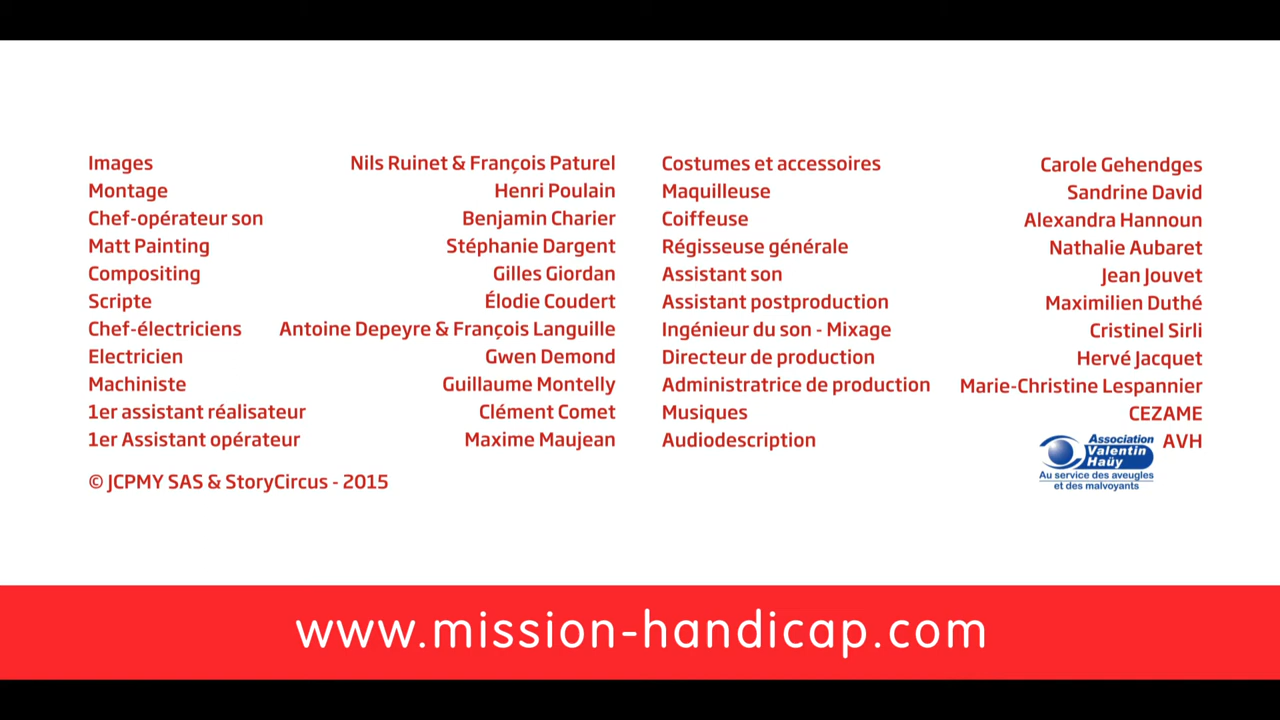 Images Nils Ruinet & François Paturel
Montage Henri Poulain
Chef-opérateur son Benjamin Charier
Matt Painting Stéphanie Dargent
Compositing Gilles Giordan
Scripte Élodie Coudert
Chef-électriciens Antoine Depeyre & François Languille
Electricien Gwen Demond
Machiniste Guillaume Montelly
1er assistant réalisateur Clément Comet
1er Assistant opérateur Maxime Maujean
© JCPMY SAS & StoryCircus - 2015
Costumes et accessoires Carole Gehendges
Maquilleuse Sandrine David
Coiffeuse Alexandra Hannoun
Régisseuse générale Nathalie Aubaret
Assistant son Jean Jouvet
Assistant postproduction Maximilien Duthé
Ingénieur du son - Mixage Cristinel Sirli
Directeur de production Hervé Jacquet
Administratrice de production Marie-Christine Lespannier
Musiques CEZAME
Audiodescription AVH
Association
Valentin
Haüy
Au service des aveugles
et des malvoyants
www.mission-handicap.com